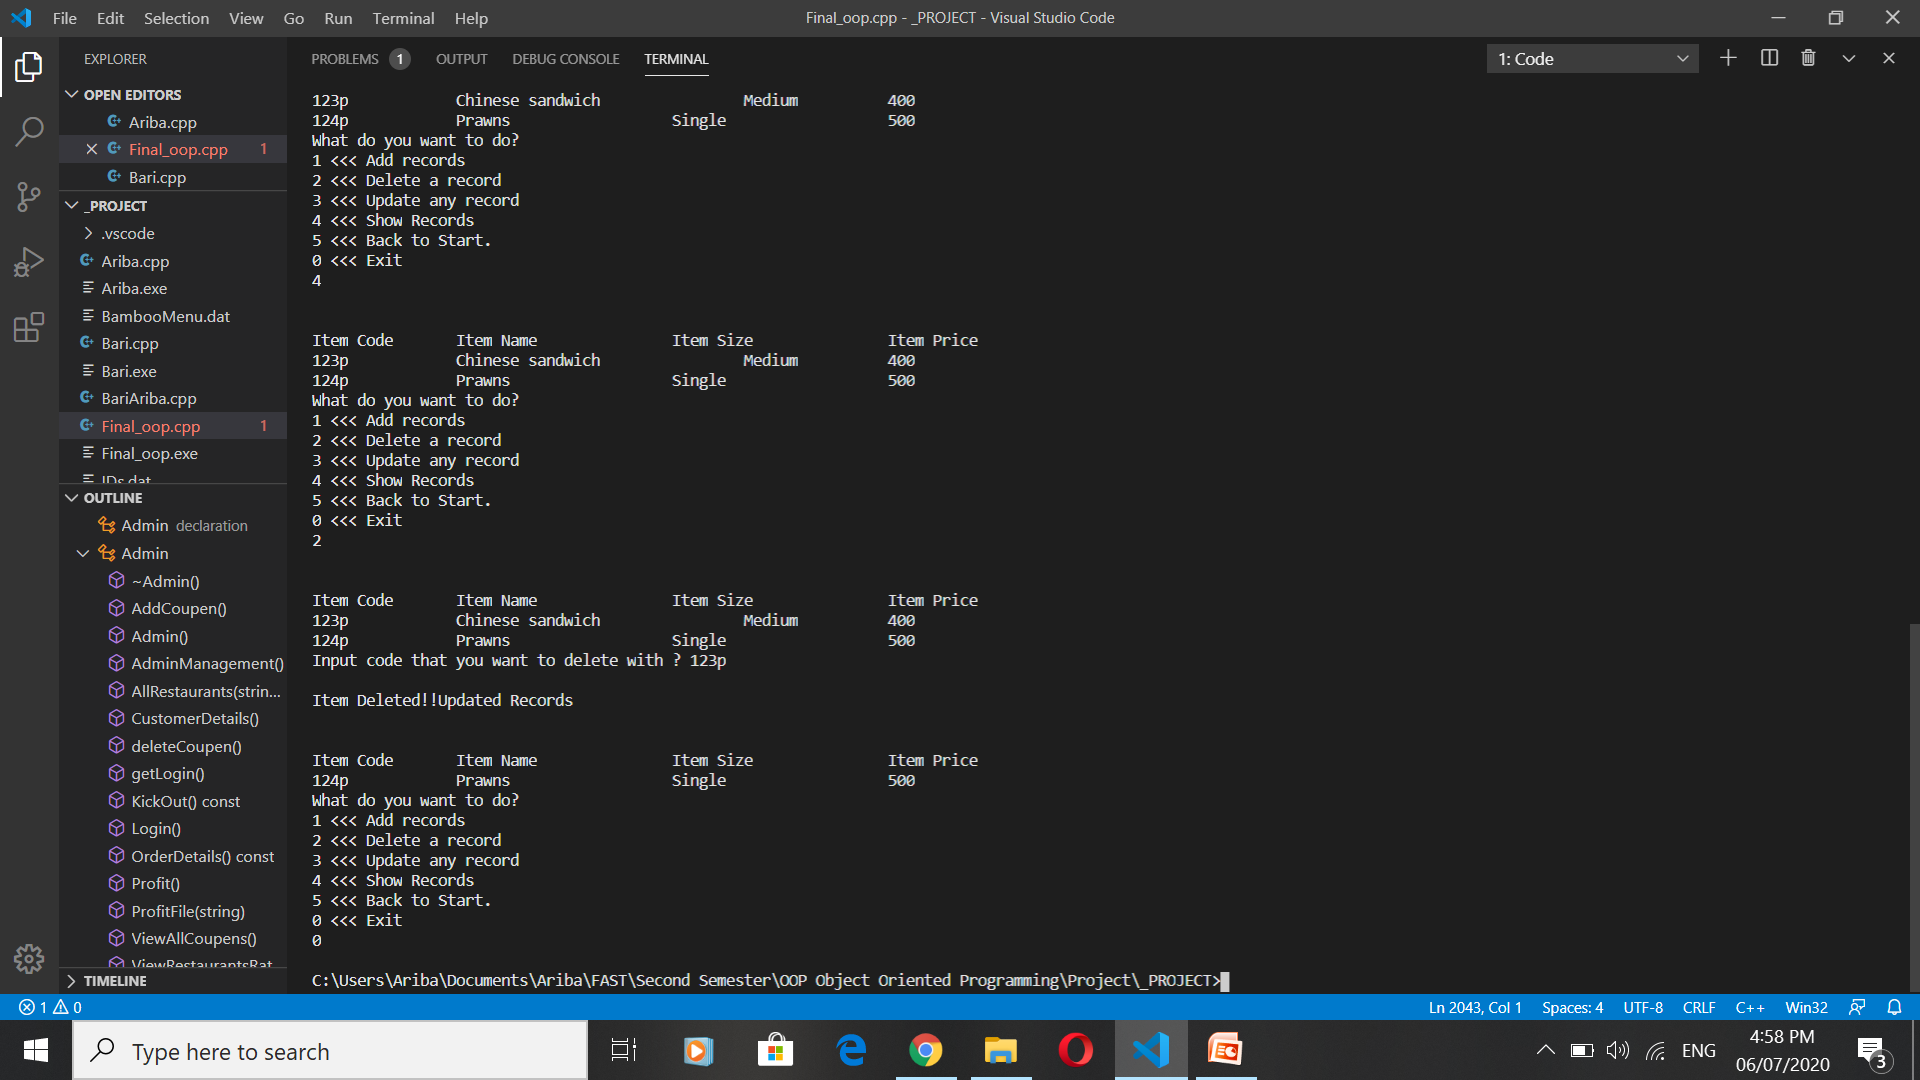 File Edit Selection View Go Run Terminal Help
Final_oop.cpp - _PROJECT - Visual Studio Code
EXPLORER
OPEN EDITORS
Ariba.cpp
Final_oop.cpp 1
Bari.cpp
_PROJECT
.vscode
Ariba.cpp
Ariba.exe
BambooMenu.dat
Bari.cpp
Bari.exe
BariAriba.cpp
Final_oop.cpp 1
Final_oop.exe
IDs.dat
OUTLINE
Admin declaration
Admin
~Admin()
AddCoupen()
Admin()
AdminManagement()
AllRestaurants(strin...
CustomerDetails()
deleteCoupen()
getLogin()
KickOut() const
Login()
OrderDetails() const
Profit()
ProfitFile(string)
ViewAllCoupens()
ViewRestaurantsRat
TIMELINE
PROBLEMS 1 OUTPUT DEBUG CONSOLE TERMINAL
1: Code
123p Chinese sandwich Medium 400
124p Prawns Single 500
What do you want to do?
1 <<< Add records
2 <<< Delete a record
3 <<< Update any record
4 <<< Show Records
5 <<< Back to Start.
0 <<< Exit
4
Item Code Item Name Item Size Item Price
123p Chinese sandwich Medium 400
124p Prawns Single 500
What do you want to do?
1 <<< Add records
2 <<< Delete a record
3 <<< Update any record
4 <<< Show Records
5 <<< Back to Start.
0 <<< Exit
2
Item Code Item Name Item Size Item Price
123p Chinese sandwich Medium 400
124p Prawns Single 500
Input code that you want to delete with ? 123p
Item Deleted!!Updated Records
Item Code Item Name Item Size Item Price
124p Prawns Single 500
What do you want to do?
1 <<< Add records
2 <<< Delete a record
3 <<< Update any record
4 <<< Show Records
5 <<< Back to Start.
0 <<< Exit
0
C:\Users\Ariba\Documents\Ariba\FAST\Second Semester\OOP Object Oriented Programming\Project\_PROJECT>
1 0
Ln 2043, Col 1 Spaces: 4 UTF-8 CRLF C++ Win32
Type here to search
ENG
4:58 PM
06/07/2020
3